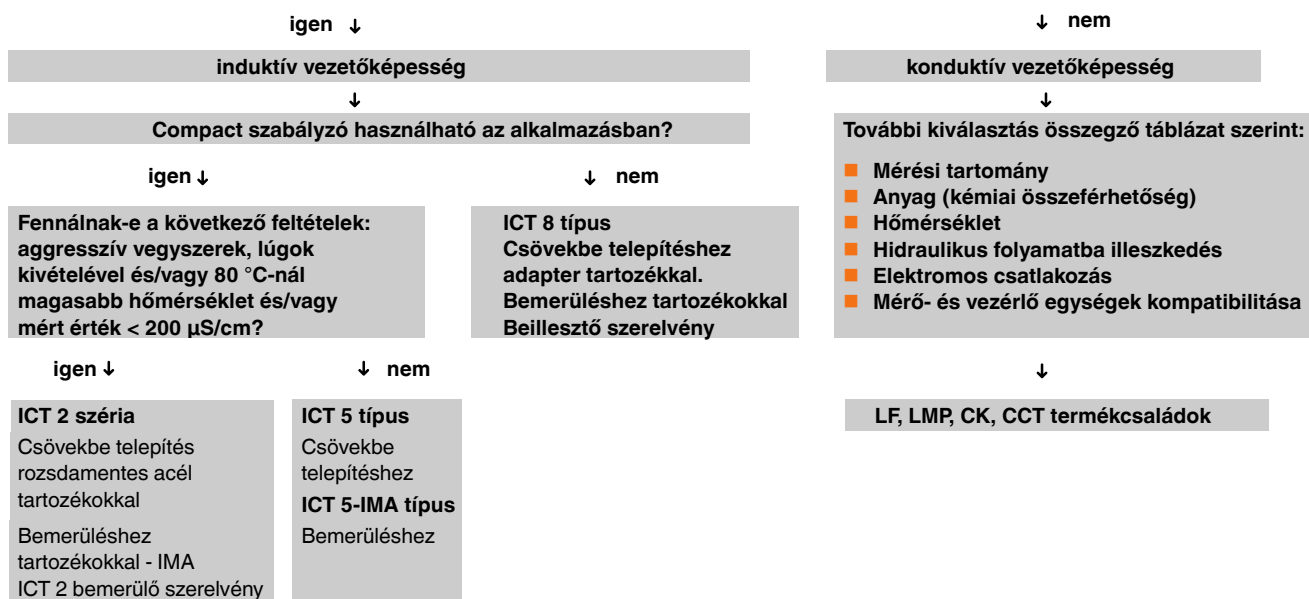 igen ↓
↓ nem
induktív vezetőképesség
konduktív vezetőképesség
↓
↓
Compact szabályzó használható az alkalmazásban?
További kiválasztás összegző táblázat szerint:
■ Mérési tartomány
■ Anyag (kémiai összeférhetőség)
■ Hőmérséklet
■ Hidraulikus folyamatba illeszkedés
■ Elektromos csatlakozás
■ Mérő- és vezérlő egységek kompatibilitása
igen ↓
↓ nem
Fennálnak-e a következő feltételek:
aggresszív vegyszerek, lúgok
kivételével és/vagy 80 °C-nál
magasabb hőmérséklet és/vagy
mért érték < 200 µS/cm?
ICT 8 típus
Csövekbe telepítéshez
adapter tartozékkal.
Bemerüléshez tartozékokkal
Beillesztő szerelvény
igen ↓
↓ nem
↓
ICT 2 széria
Csövekbe telepítés
rozsdamentes acél
tartozékokkal
Bemerüléshez
tartozékokkal - IMA
ICT 2 bemerülő szerelvény
ICT 5 típus
Csövekbe
telepítéshez
ICT 5-IMA típus
Bemerüléshez
LF, LMP, CK, CCT termékcsaládok